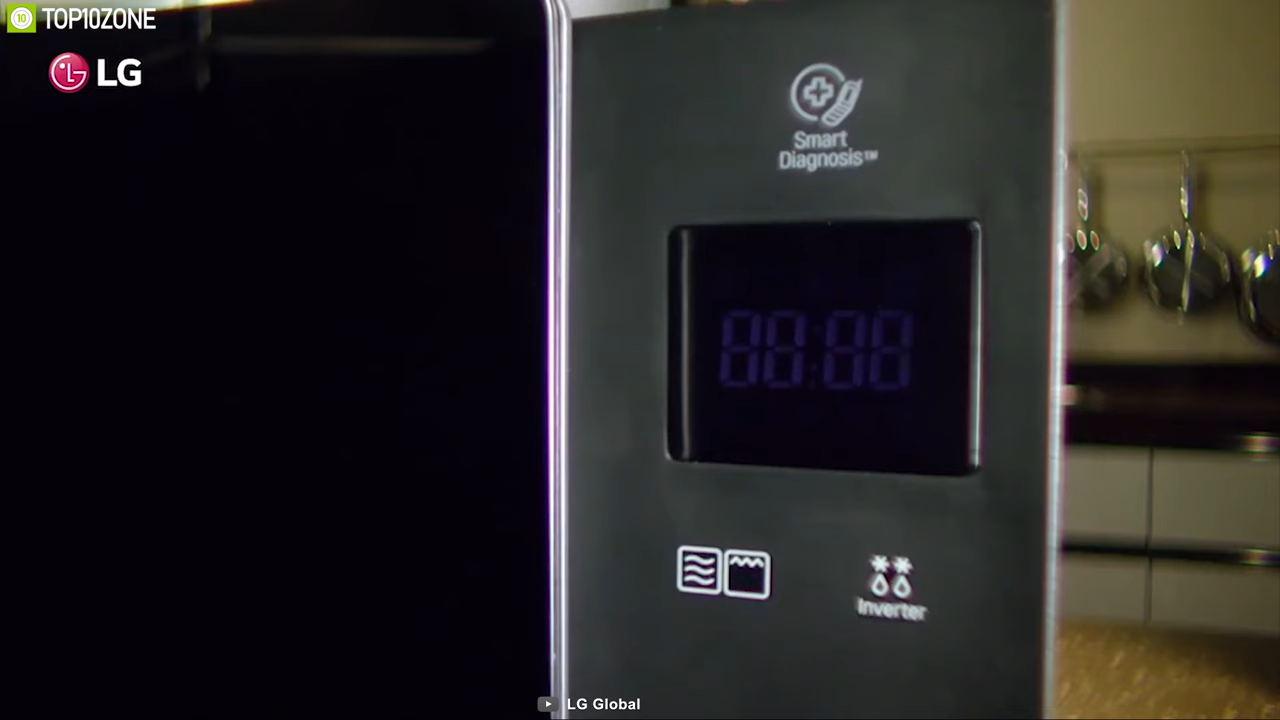 TOP10ZONE
LG
Smart
Diagnosis™
88:88
Inverter
LG Global